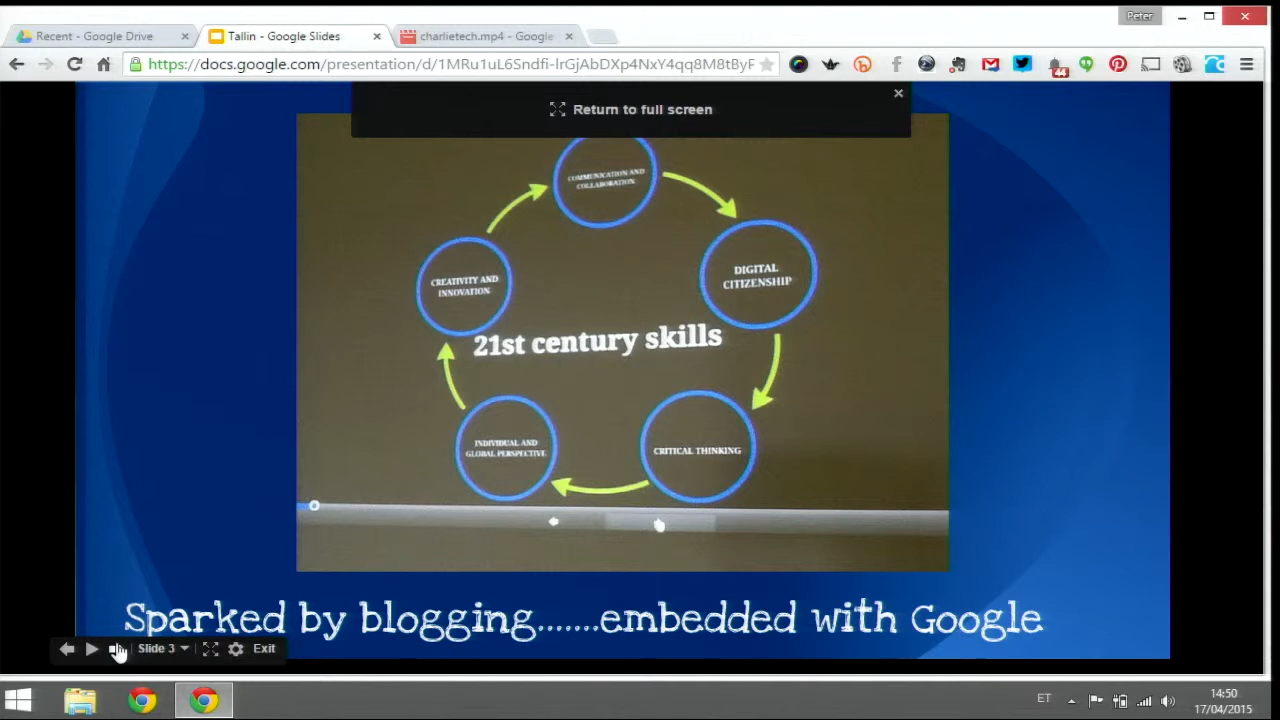 Peter
Recent - Google Drive
Tallin - Google Slides
charlietech.mp4 - Google
https://docs.google.com/presentation/d/1MRu1uL6Sndfi-lrGjAbDXp4NxY4qq8M8tByF
44
Return to full screen
COMMUNICATION AND
COLLABORATION
DIGITAL
CITIZENSHIP
CREATIVITY AND
INNOVATION
21st century skills
INDIVIDUAL AND
GLOBAL PERSPECTIVE
CRITICAL THINKING
Sparked by blogging.......embedded with Google
Slide 3
Exit
ET
14:50
17/04/2015